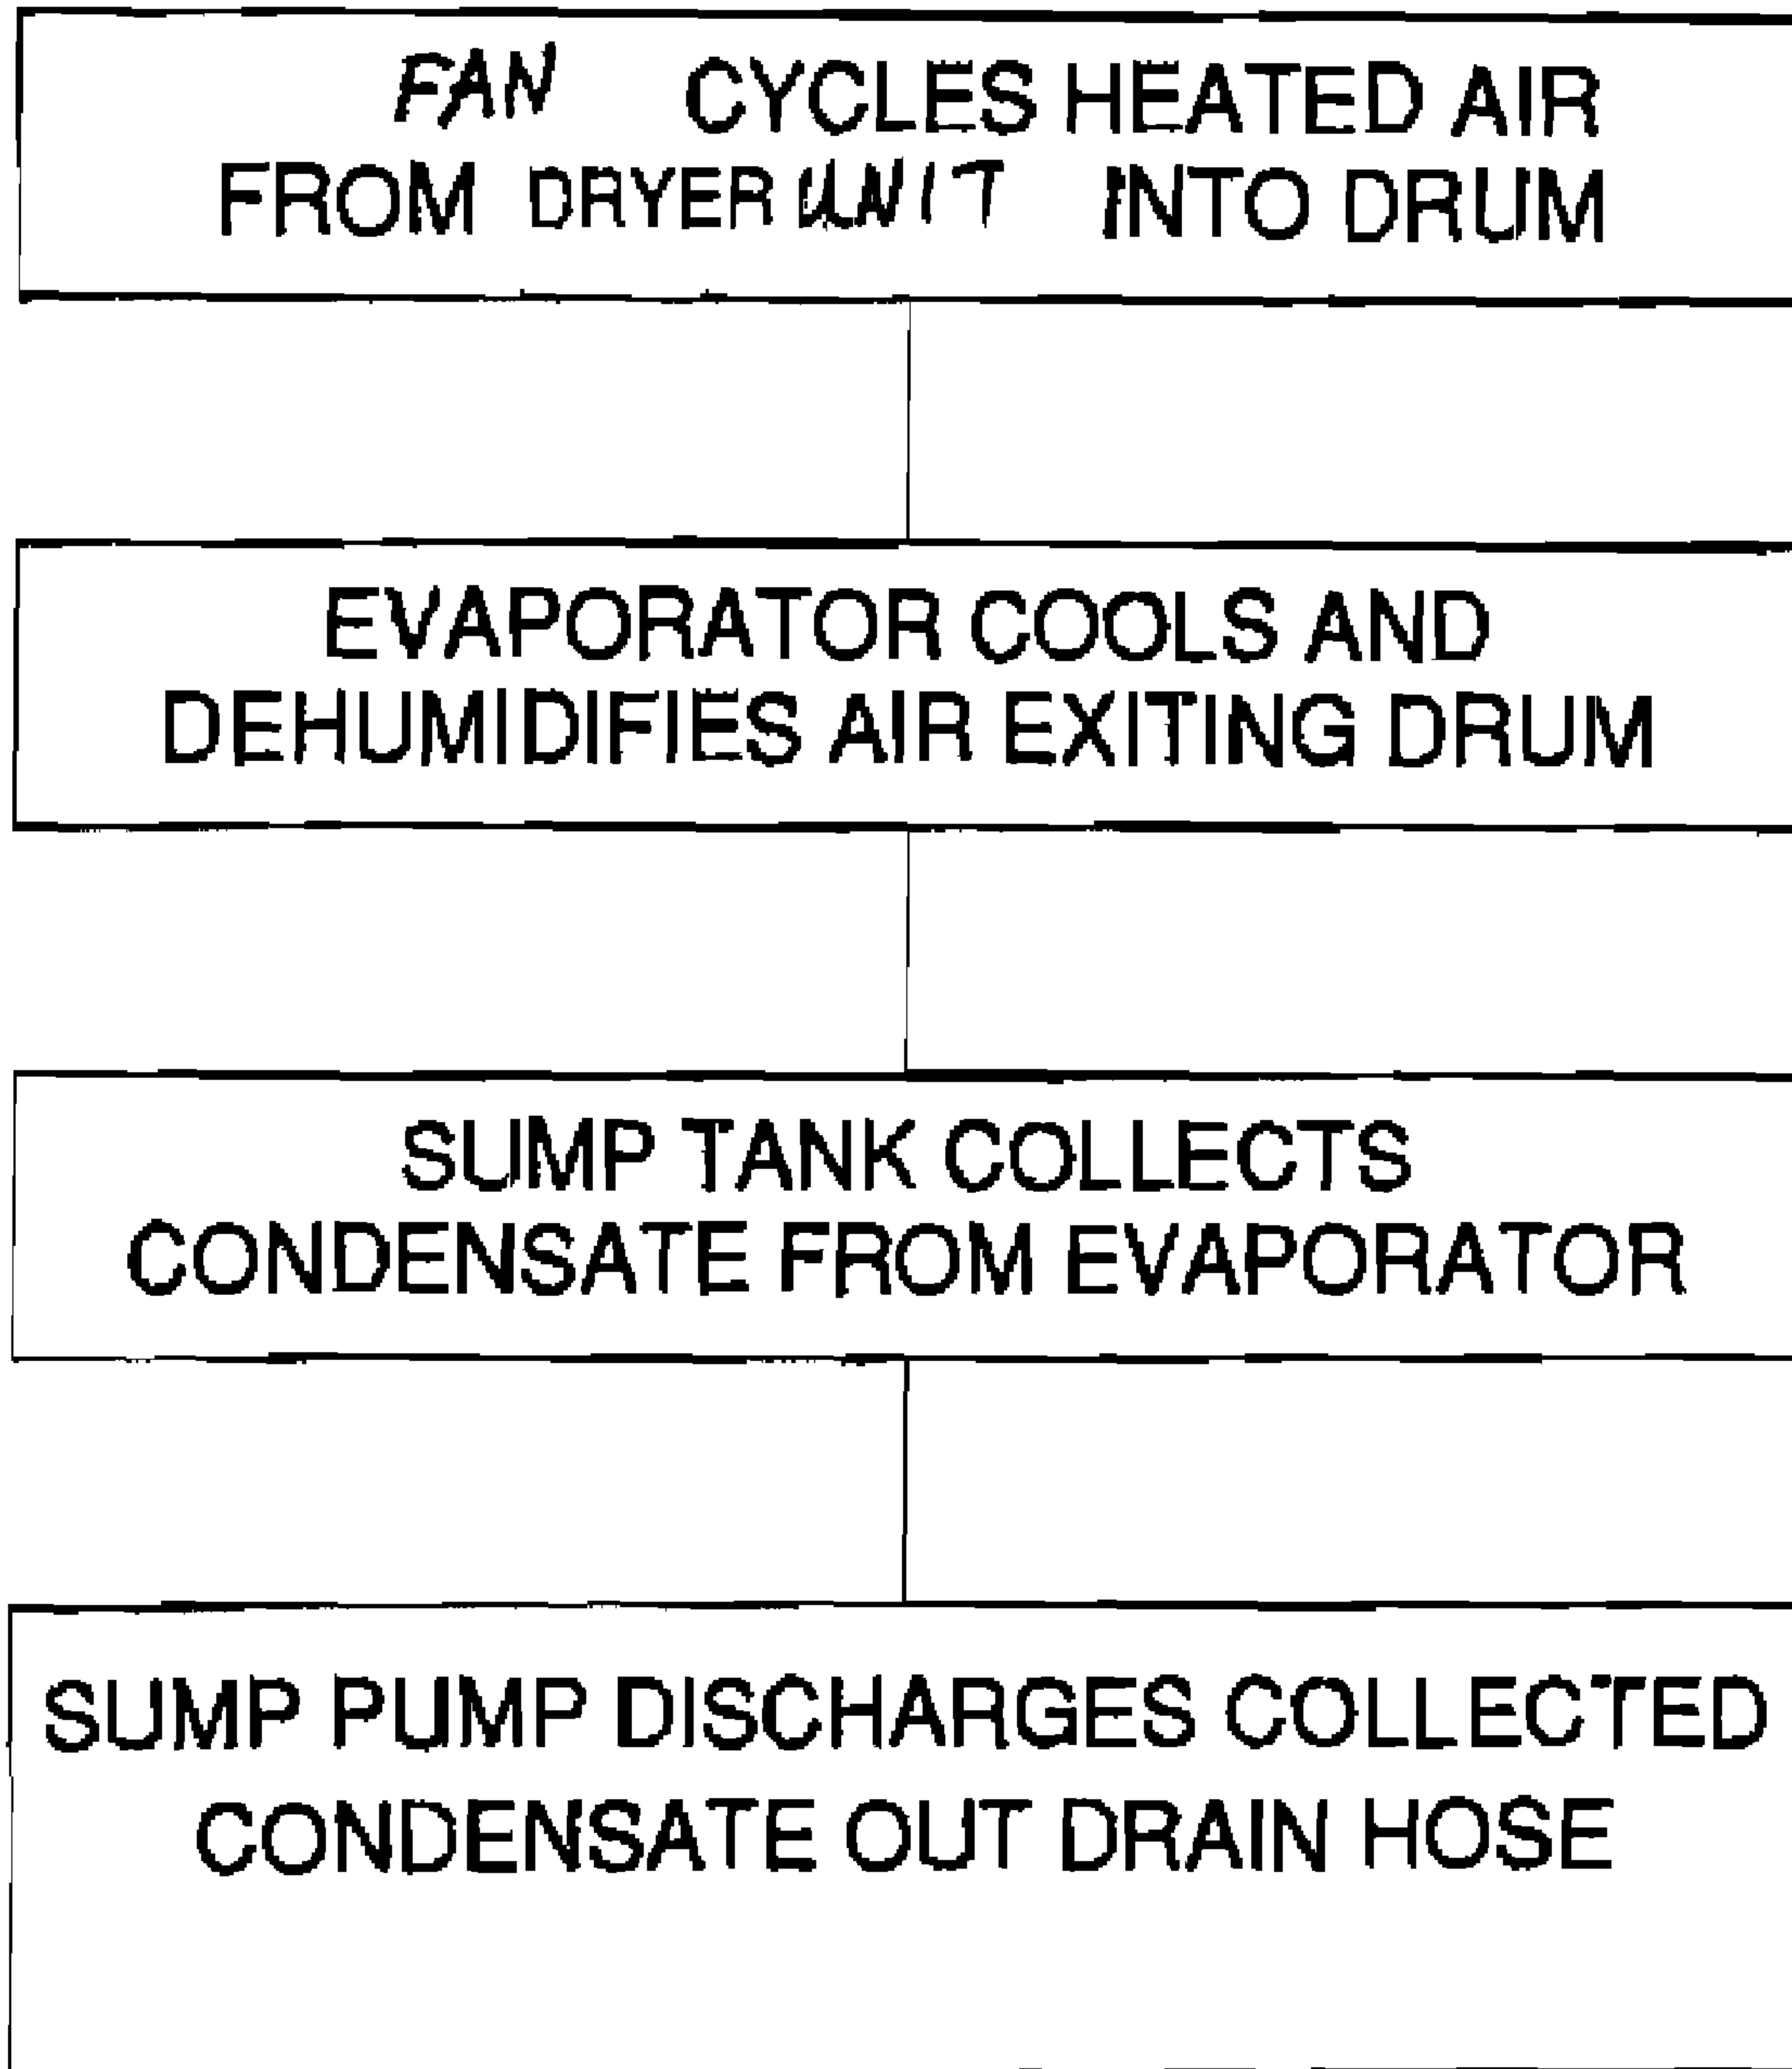 FAN CYCLES HEATED AIR
FROM DRYER UNIT INTO DRUM
EVAPORATOR COOLS AND
DEHUMIDIFIES AIR EXITING DRUM
SUMP TANK COLLECTS
CONDENSATE FROM EVAPORATOR
SUMP PUMP DISCHARGES COLLECTED
CONDENSATE OUT DRAIN HOSE